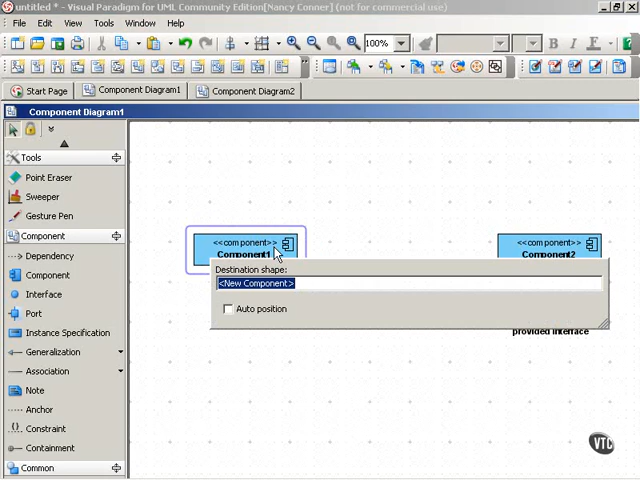 untitled * - Visual Paradigm for UML Community Edition[Nancy Conner] (not for commercial use)
File Edit View Tools Window Help
100%
B I
Start Page Component Diagram1 Component Diagram2
Component Diagram1
Tools
Point Eraser
Sweeper
Gesture Pen
Component
Dependency
Component
Interface
Port
Instance Specification
Generalization
Association
Note
Anchor
Constraint
Containment
Common
<<component>>
Component1
<<component>>
Component2
Destination shape:
<New Component>
Auto position
provided interface
VTC